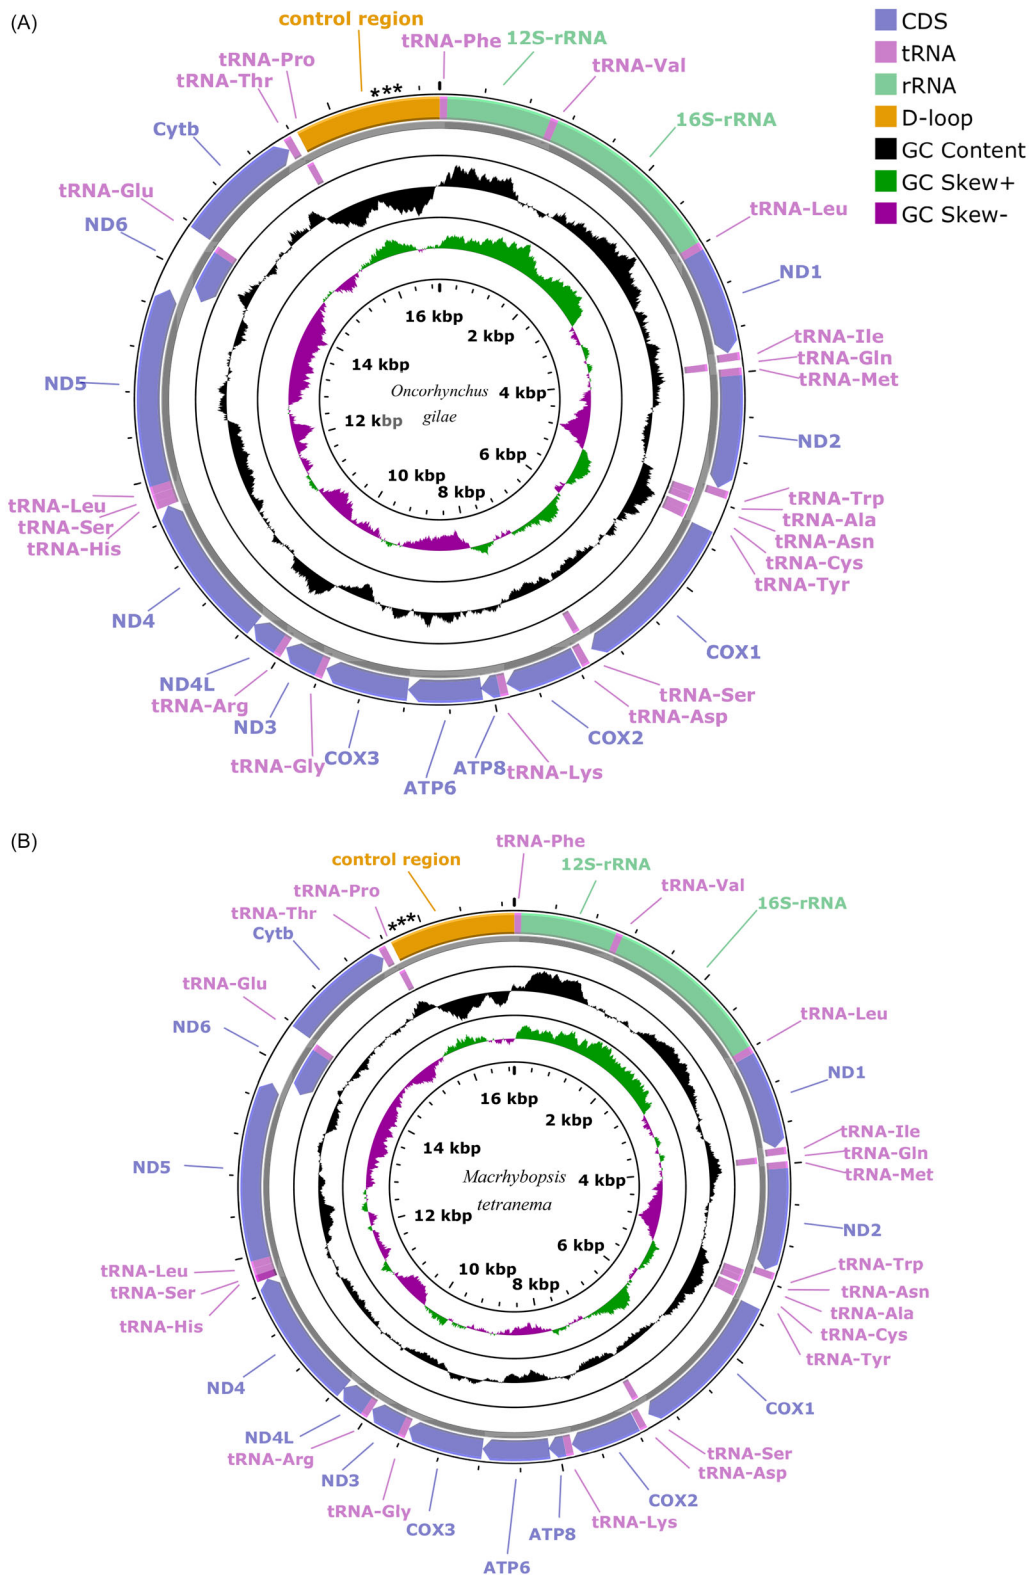 (A)
control region
tRNA-Phe
12S-rRNA
tRNA-Pro
tRNA-Val
tRNA-Thr
***
16S-rRNA
Cytb
tRNA-Glu
tRNA-Leu
ND6
ND1
16 kbp
2 kbp
tRNA-Ile
tRNA-Gln
14 kbp
tRNA-Met
ND5
Oncorhynchus
4 kbp
12 kbp
gilae
ND2
6 kbp
10 kbp
8 kbp
tRNA-Leu
tRNA-Trp
tRNA-Ser
tRNA-Ala
tRNA-His
tRNA-Asn
tRNA-Cys
tRNA-Tyr
ND4
COX1
ND4L
tRNA-Ser
tRNA-Arg
tRNA-Asp
ND3
COX2
tRNA-Gly
COX3
ATP8
tRNA-Lys
ATP6
CDS
tRNA
rRNA
D-loop
GC Content
GC Skew+
GC Skew-
(B)
tRNA-Phe
control region
12S-rRNA
tRNA-Pro
tRNA-Val
16S-rRNA
tRNA-Thr
***
Cytb
tRNA-Glu
tRNA-Leu
ND6
ND1
16 kbp
2 kbp
tRNA-Ile
14 kbp
tRNA-Gln
ND5
tRNA-Met
Macrhybopsis
4 kbp
tetranema
12 kbp
ND2
6 kbp
10 kbp
8 kbp
tRNA-Leu
tRNA-Trp
tRNA-Ser
tRNA-Asn
tRNA-His
tRNA-Ala
tRNA-Cys
tRNA-Tyr
ND4
COX1
ND4L
tRNA-Ser
tRNA-Arg
tRNA-Asp
ND3
COX2
tRNA-Gly
COX3
ATP8
tRNA-Lys
ATP6